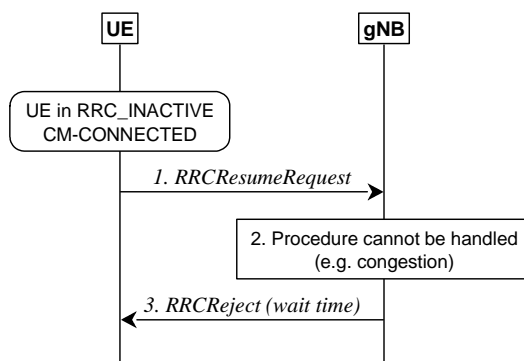 UE
gNB
UE in RRC_INACTIVE
CM-CONNECTED
1. RRCResumeRequest
2. Procedure cannot be handled
(e.g. congestion)
3. RRCReject (wait time)